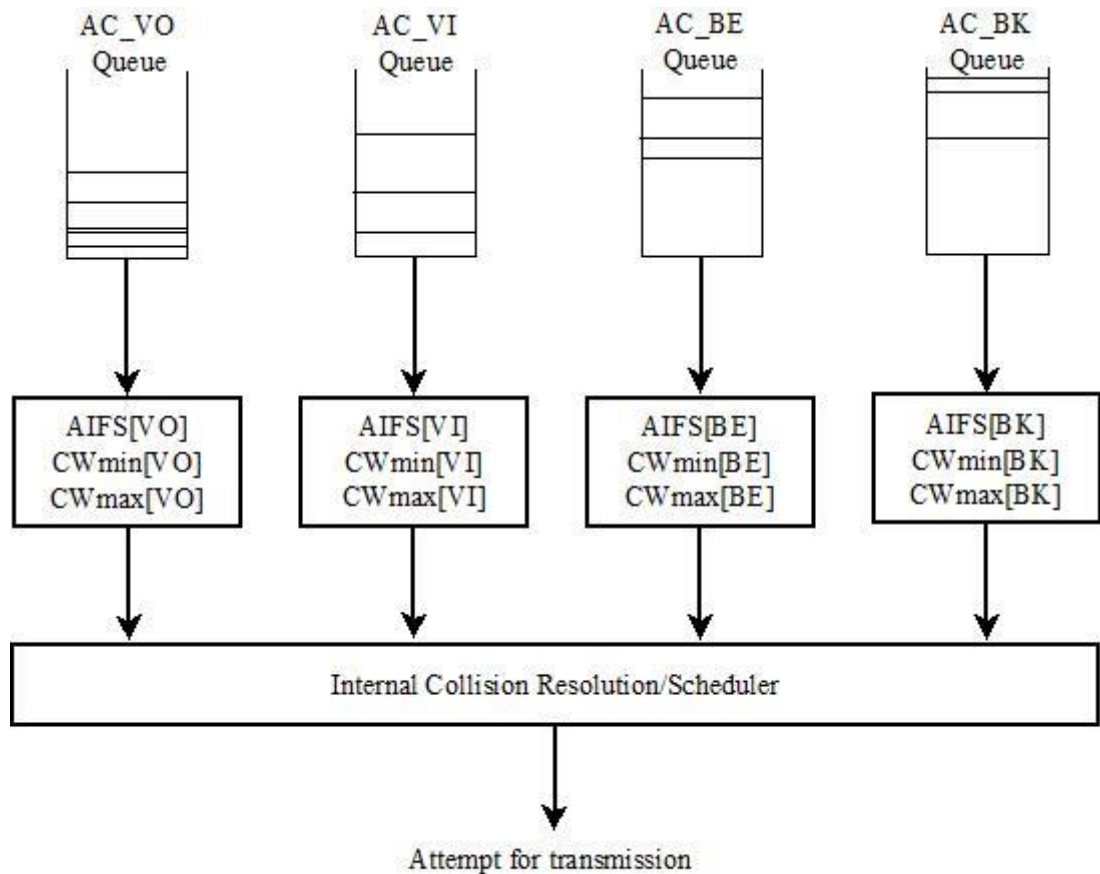 AC_VO
Queue
AC_VI
Queue
AC_BE
Queue
AC_BK
Queue
AIFS[VO]
CWmin[VO]
CWmax[VO]
AIFS[VI]
CWmin[VI]
CWmax[VI]
AIFS[BE]
CWmin[BE]
CWmax[BE]
AIFS[BK]
CWmin[BK]
CWmax[BK]
Internal Collision Resolution/Scheduler
Attempt for transmission